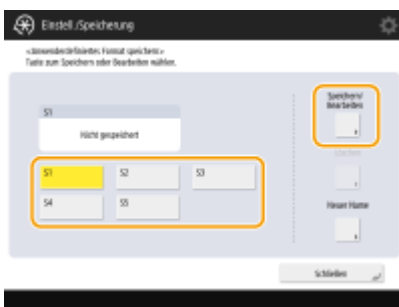 Einstell./Speicherung
<Anwenderdefiniertes Format speichern>
Taste zum Speichern oder Bearbeiten wählen.
S1
Nicht gespeichert
S1
S2
S3
S4
S5
Speichern/
Bearbeiten
Löschen
Neuer Name
Schließen